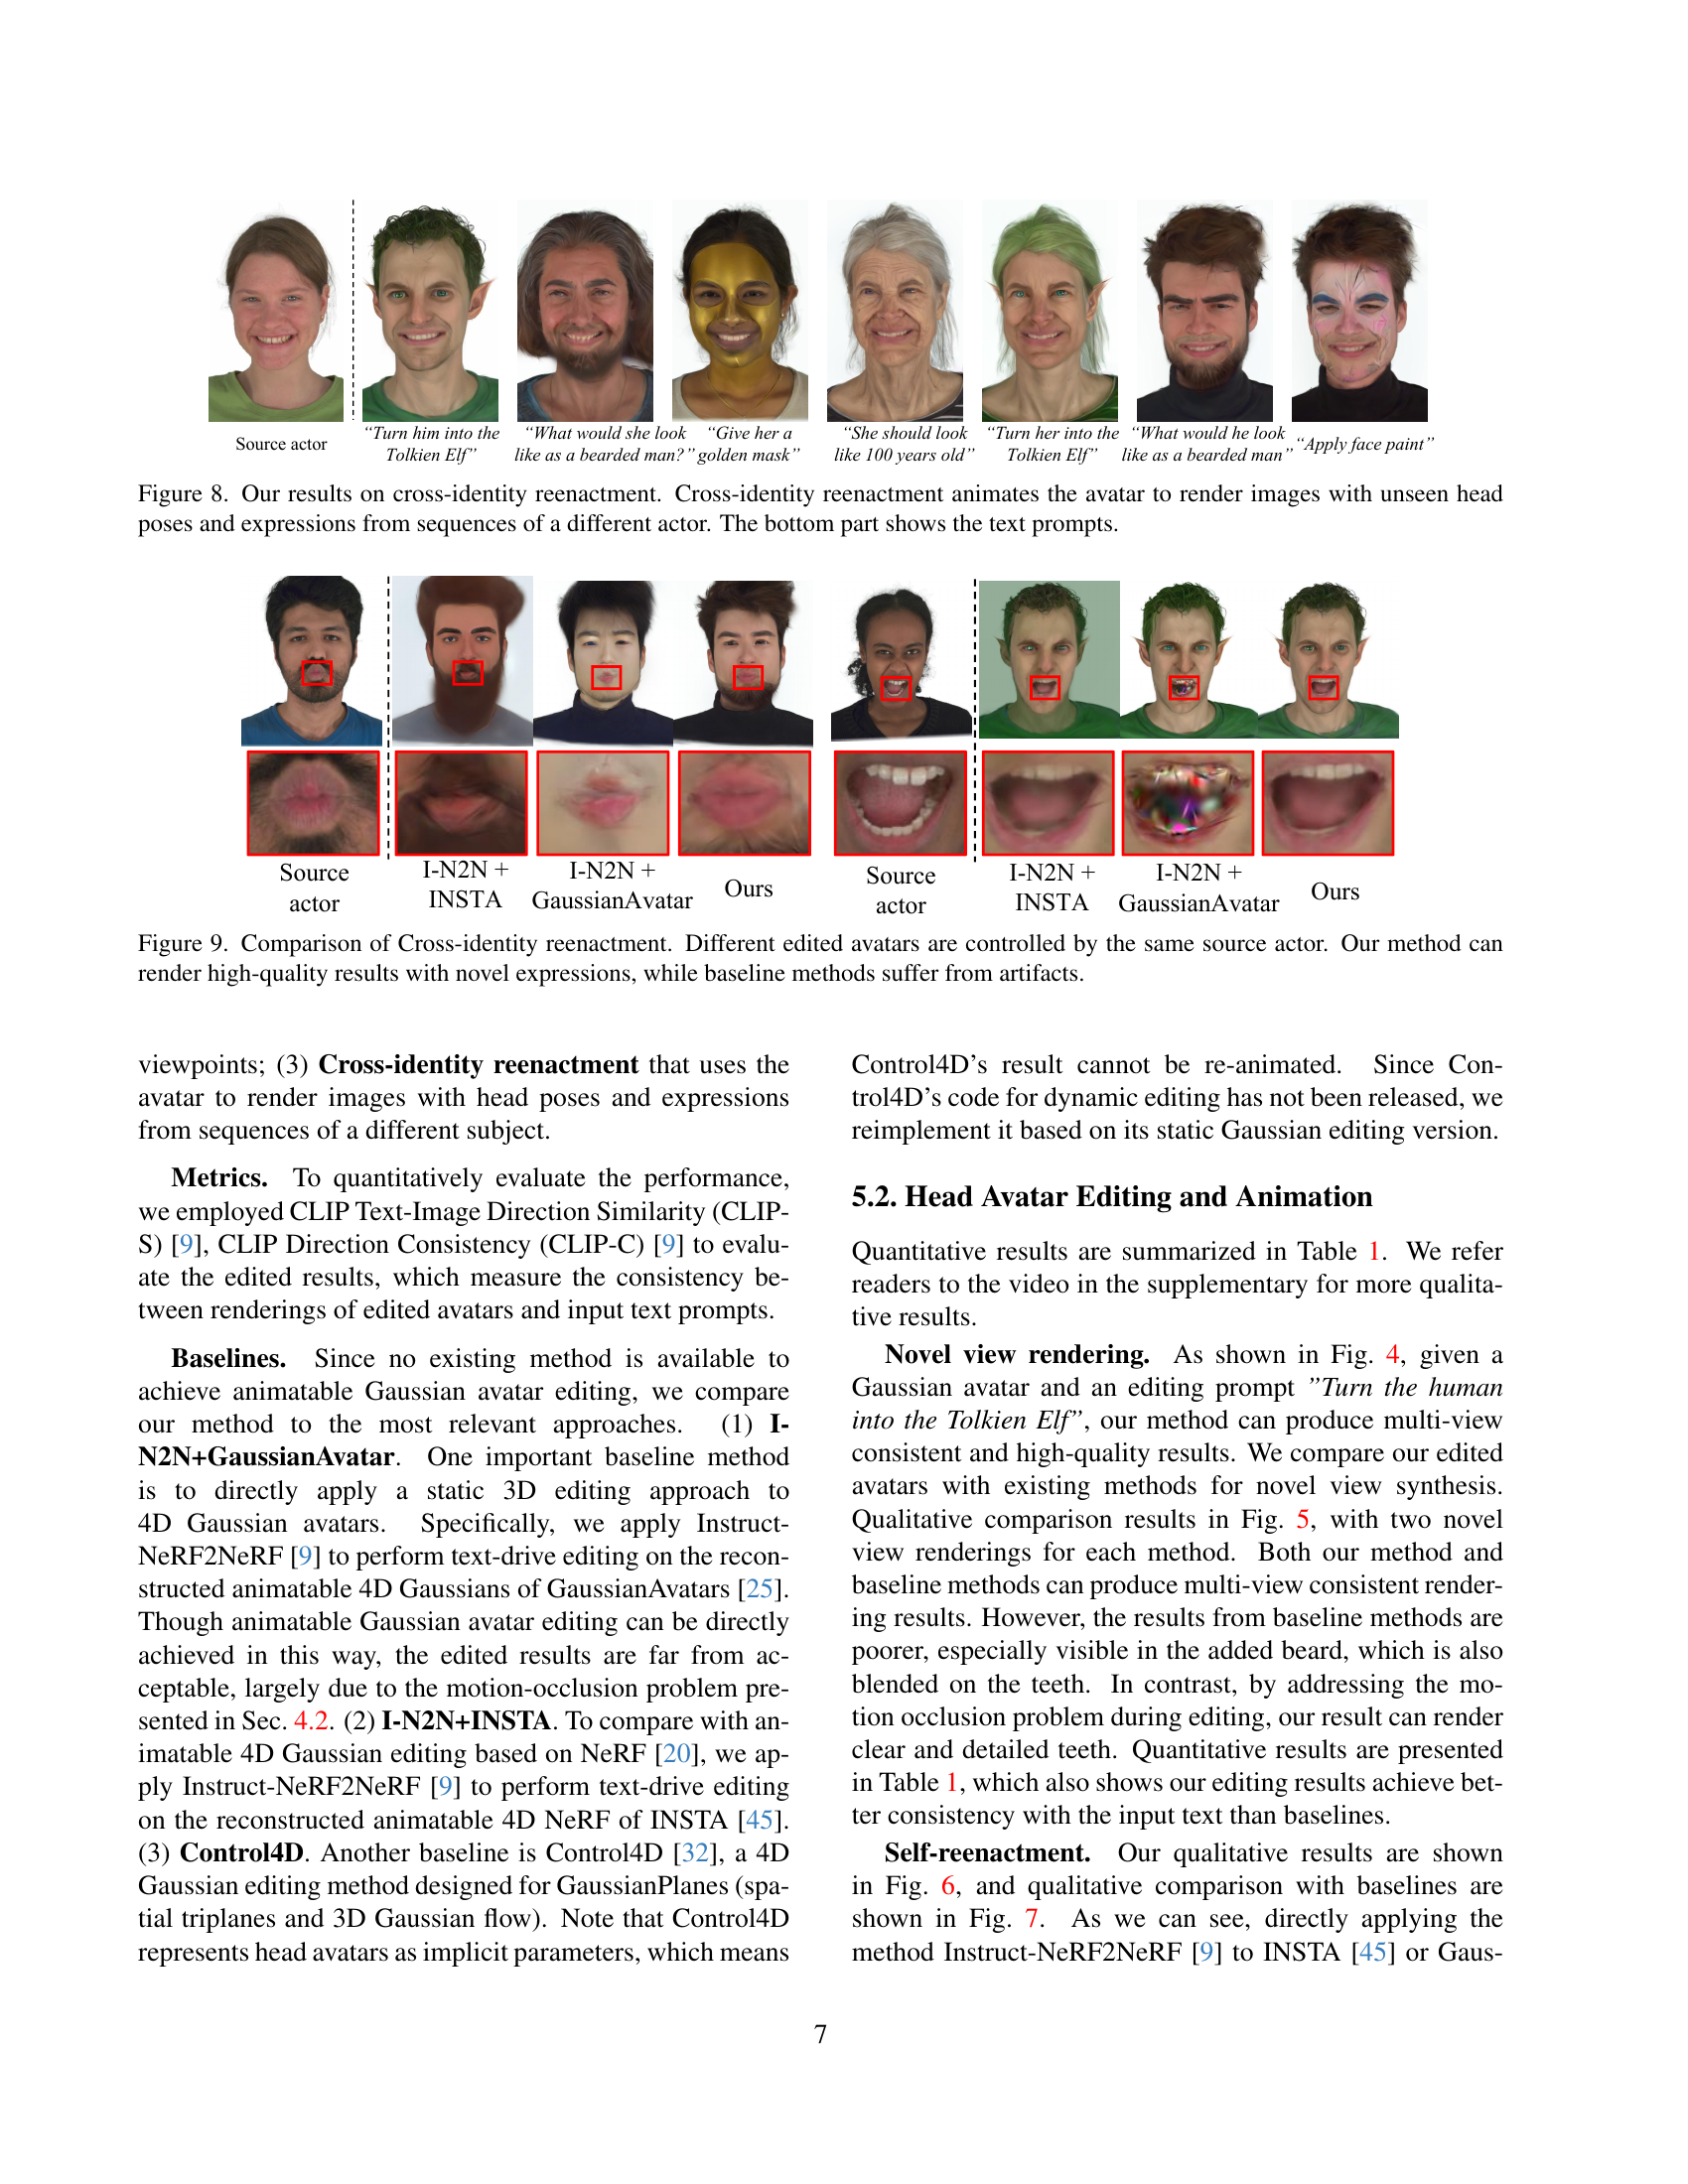 Source actor
“Turn him into the
Tolkien Elf”
“What would she look
like as a bearded man?”
“Give her a
golden mask”
“She should look
like 100 years old”
“Turn her into the
Tolkien Elf”
“What would he look
like as a bearded man”
“Apply face paint”
Figure 8. Our results on cross-identity reenactment. Cross-identity reenactment animates the avatar to render images with unseen head
poses and expressions from sequences of a different actor. The bottom part shows the text prompts.
Source
actor
I-N2N +
INSTA
I-N2N +
GaussianAvatar
Ours
Source
actor
I-N2N +
INSTA
I-N2N +
GaussianAvatar
Ours
Figure 9. Comparison of Cross-identity reenactment. Different edited avatars are controlled by the same source actor. Our method can
render high-quality results with novel expressions, while baseline methods suffer from artifacts.
viewpoints; (3) Cross-identity reenactment that uses the
avatar to render images with head poses and expressions
from sequences of a different subject.
Metrics. To quantitatively evaluate the performance,
we employed CLIP Text-Image Direction Similarity (CLIP-
S) [9], CLIP Direction Consistency (CLIP-C) [9] to evalu-
ate the edited results, which measure the consistency be-
tween renderings of edited avatars and input text prompts.
Baselines. Since no existing method is available to
achieve animatable Gaussian avatar editing, we compare
our method to the most relevant approaches. (1) I-
N2N+GaussianAvatar. One important baseline method
is to directly apply a static 3D editing approach to
4D Gaussian avatars. Specifically, we apply Instruct-
NeRF2NeRF [9] to perform text-drive editing on the recon-
structed animatable 4D Gaussians of GaussianAvatars [25].
Though animatable Gaussian avatar editing can be directly
achieved in this way, the edited results are far from ac-
ceptable, largely due to the motion-occlusion problem pre-
sented in Sec. 4.2. (2) I-N2N+INSTA. To compare with an-
imatable 4D Gaussian editing based on NeRF [20], we ap-
ply Instruct-NeRF2NeRF [9] to perform text-drive editing
on the reconstructed animatable 4D NeRF of INSTA [45].
(3) Control4D. Another baseline is Control4D [32], a 4D
Gaussian editing method designed for GaussianPlanes (spa-
tial triplanes and 3D Gaussian flow). Note that Control4D
represents head avatars as implicit parameters, which means
Control4D’s result cannot be re-animated. Since Con-
trol4D’s code for dynamic editing has not been released, we
reimplement it based on its static Gaussian editing version.
5.2. Head Avatar Editing and Animation
Quantitative results are summarized in Table 1. We refer
readers to the video in the supplementary for more qualita-
tive results.
Novel view rendering. As shown in Fig. 4, given a
Gaussian avatar and an editing prompt ”Turn the human
into the Tolkien Elf”, our method can produce multi-view
consistent and high-quality results. We compare our edited
avatars with existing methods for novel view synthesis.
Qualitative comparison results in Fig. 5, with two novel
view renderings for each method. Both our method and
baseline methods can produce multi-view consistent render-
ing results. However, the results from baseline methods are
poorer, especially visible in the added beard, which is also
blended on the teeth. In contrast, by addressing the mo-
tion occlusion problem during editing, our result can render
clear and detailed teeth. Quantitative results are presented
in Table 1, which also shows our editing results achieve bet-
ter consistency with the input text than baselines.
Self-reenactment. Our qualitative results are shown
in Fig. 6, and qualitative comparison with baselines are
shown in Fig. 7. As we can see, directly applying the
method Instruct-NeRF2NeRF [9] to INSTA [45] or Gaus-
7